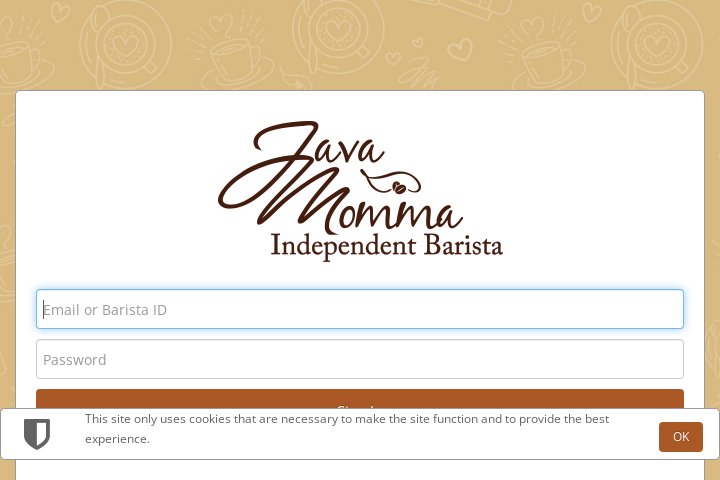 Java
Momma
Independent Barista
Email or Barista ID
Password
This site only uses cookies that are necessary to make the site function and to provide the best
experience.
OK